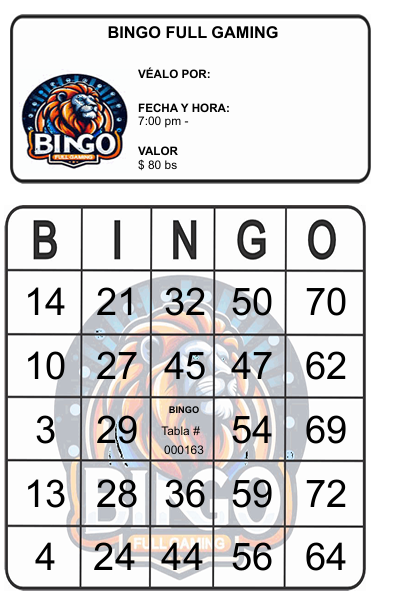 BINGO FULL GAMING
VÉALO POR:
FECHA Y HORA:
7:00 pm -
VALOR
$ 80 bs
BINGO
FULL GAMING
B I N G O
14 21 32 50 70
10 27 45 47 62
3 29 BINGO Tabla # 000163 54 69
13 28 36 59 72
4 24 44 56 64
BINGO
FULL GAMING